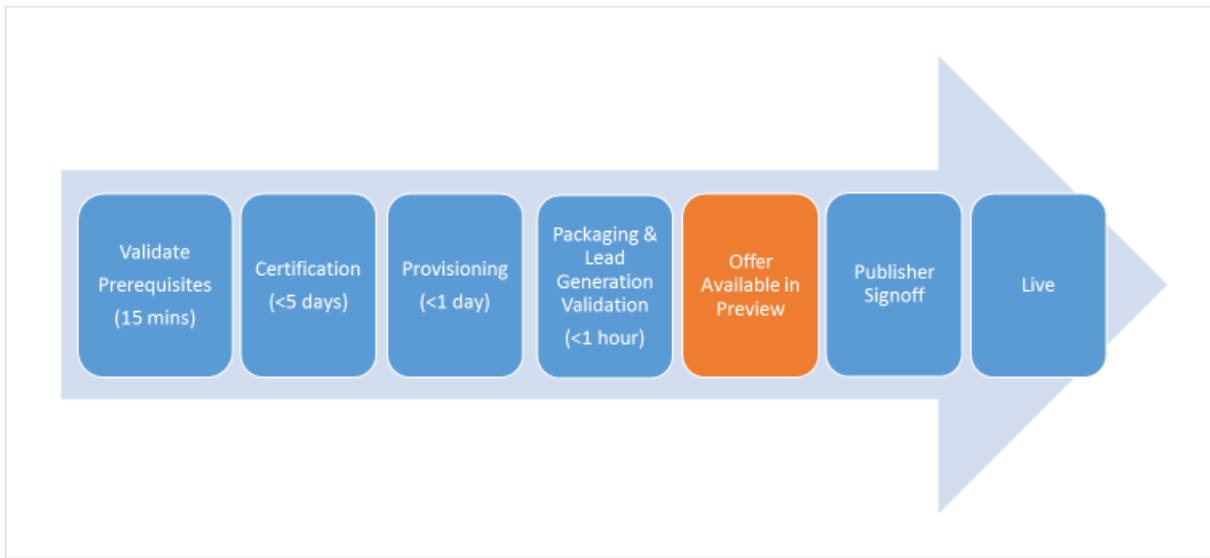 Validate
Prerequisites
(15 mins)
Certification
(<5 days)
Provisioning
(<1 day)
Packaging &
Lead
Generation
Validation
(<1 hour)
Offer
Available in
Preview
Publisher
Signoff
Live